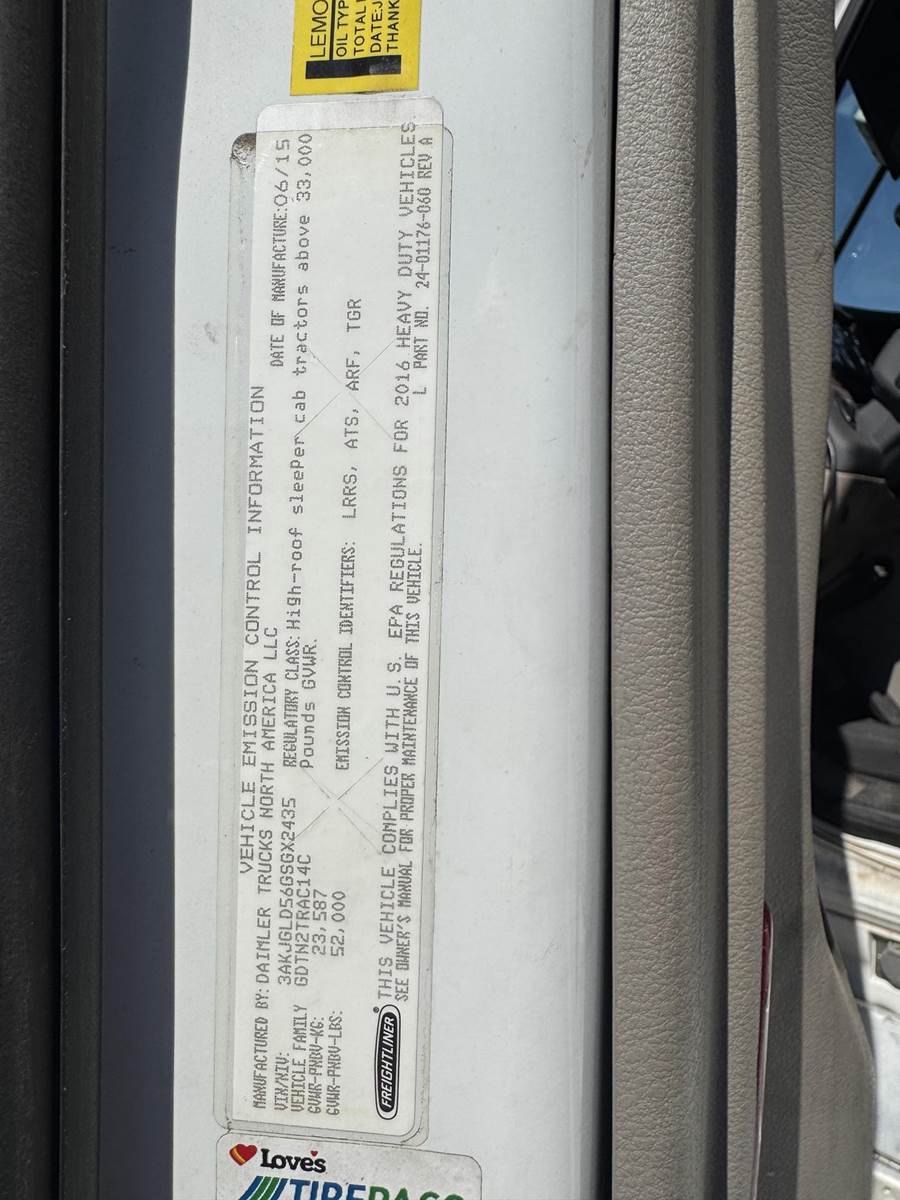 LEMO
OIL TYP
TOTAL
DATE:J
THANK
VEHICLE EMISSION CONTROL INFORMATION
MANUFACTURED BY: DAIMLER TRUCKS NORTH AMERICA LLC
DATE OF MANUFACTURE: 06/15
VIN/NIV: 3AKJGLD56GSGX2435
REGULATORY CLASS: High-roof sleeper cab tractors above 33,000
VEHICLE FAMILY GDTN2TRAC14C
Pounds GVWR.
GVWR-PNBV-KG: 23,587
GVWR-PNBV-LBS: 52,000
EMISSION CONTROL IDENTIFIERS: LRRS, ATS, ARF, TGR
FREIGHTLINER®
THIS VEHICLE COMPLIES WITH U.S. EPA REGULATIONS FOR 2016 HEAVY DUTY VEHICLES
SEE OWNER'S MANUAL FOR PROPER MAINTENANCE OF THIS VEHICLE.
L PART NO. 24-01176-060 REV A
Love's